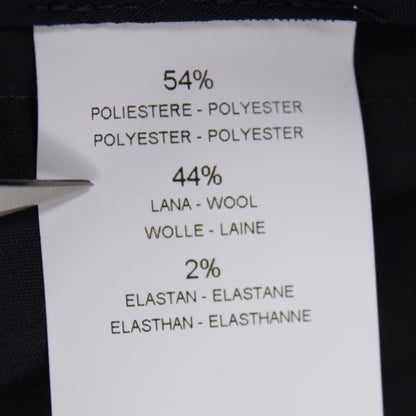 54%
POLIESTERE - POLYESTER
POLYESTER - POLYESTER
44%
LANA - WOOL
WOLLE - LAINE
2%
ELASTAN - ELASTANE
ELASTHAN - ELASTHANNE